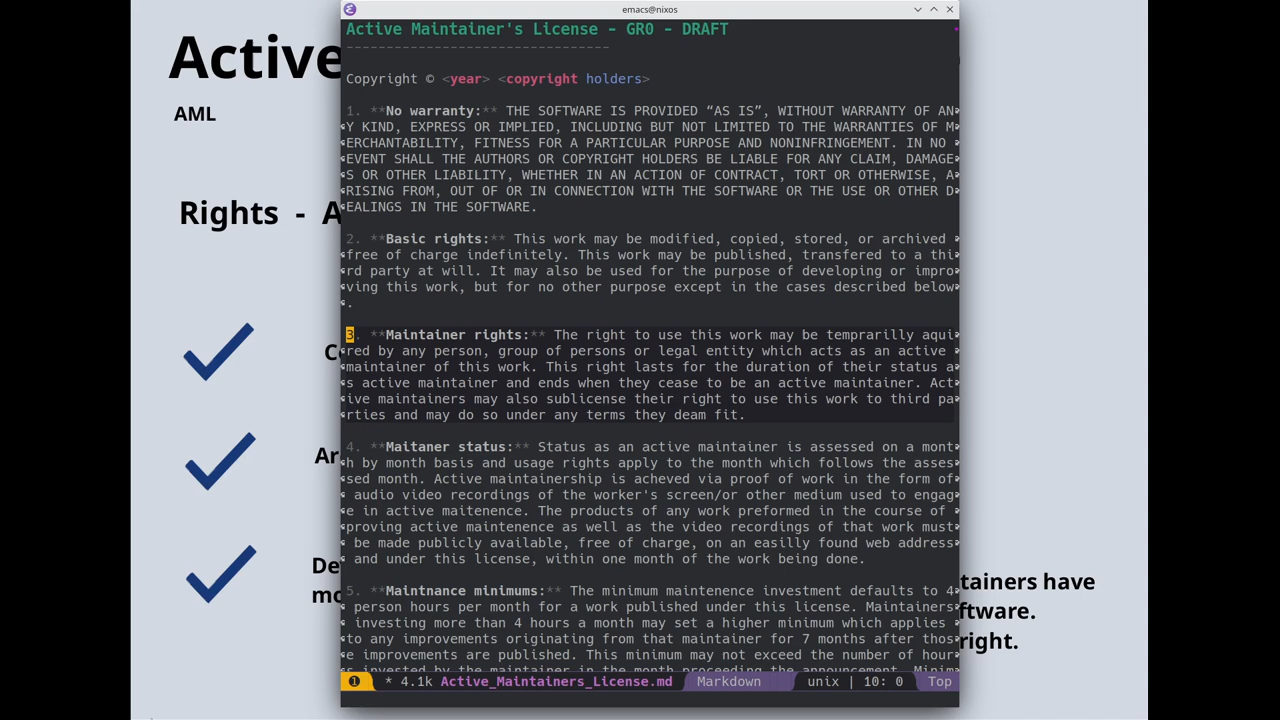 emacs@nixos
Active
AML
Rights - A
Ar
De
mo
tainers have
ftware.
right.
Active Maintainer's License - GR0 - DRAFT
---------------------------------
Copyright © <year> <copyright holders>
1. **No warranty:** THE SOFTWARE IS PROVIDED “AS IS”, WITHOUT WARRANTY OF AN
Y KIND, EXPRESS OR IMPLIED, INCLUDING BUT NOT LIMITED TO THE WARRANTIES OF M
ERCHANTABILITY, FITNESS FOR A PARTICULAR PURPOSE AND NONINFRINGEMENT. IN NO
EVENT SHALL THE AUTHORS OR COPYRIGHT HOLDERS BE LIABLE FOR ANY CLAIM, DAMAGE
S OR OTHER LIABILITY, WHETHER IN AN ACTION OF CONTRACT, TORT OR OTHERWISE, A
RISING FROM, OUT OF OR IN CONNECTION WITH THE SOFTWARE OR THE USE OR OTHER D
EALINGS IN THE SOFTWARE.
2. **Basic rights:** This work may be modified, copied, stored, or archived
free of charge indefinitely. This work may be published, transfered to a thi
rd party at will. It may also be used for the purpose of developing or impro
ving this work, but for no other purpose except in the cases described below
.
3. **Maintainer rights:** The right to use this work may be temprarilly aqui
red by any person, group of persons or legal entity which acts as an active
maintainer of this work. This right lasts for the duration of their status a
s active maintainer and ends when they cease to be an active maintainer. Act
ive maintainers may also sublicense their right to use this work to third pa
rties and may do so under any terms they deam fit.
4. **Maitaner status:** Status as an active maintainer is assessed on a mont
h by month basis and usage rights apply to the month which follows the asses
sed month. Active maintainership is acheved via proof of work in the form of
audio video recordings of the worker's screen/or other medium used to engag
e in active maitenence. The products of any work preformed in the course of
proving active maintenence as well as the video recordings of that work must
be made publicly available, free of charge, on an easilly found web address
and under this license, within one month of the work being done.
5. **Maintnance minimums:** The minimum maintenence investment defaults to 4
person hours per month for a work published under this license. Maintainers
investing more than 4 hours a month may set a higher minimum which applies
to any improvements originating from that maintainer for 7 months after thos
e improvements are published. This minimum may not exceed the number of hour
s invested by the maintainer in the month proceeding the announcement. Minim
1 * 4.1k Active_Maintainers_License.md Markdown unix | 10: 0 Top